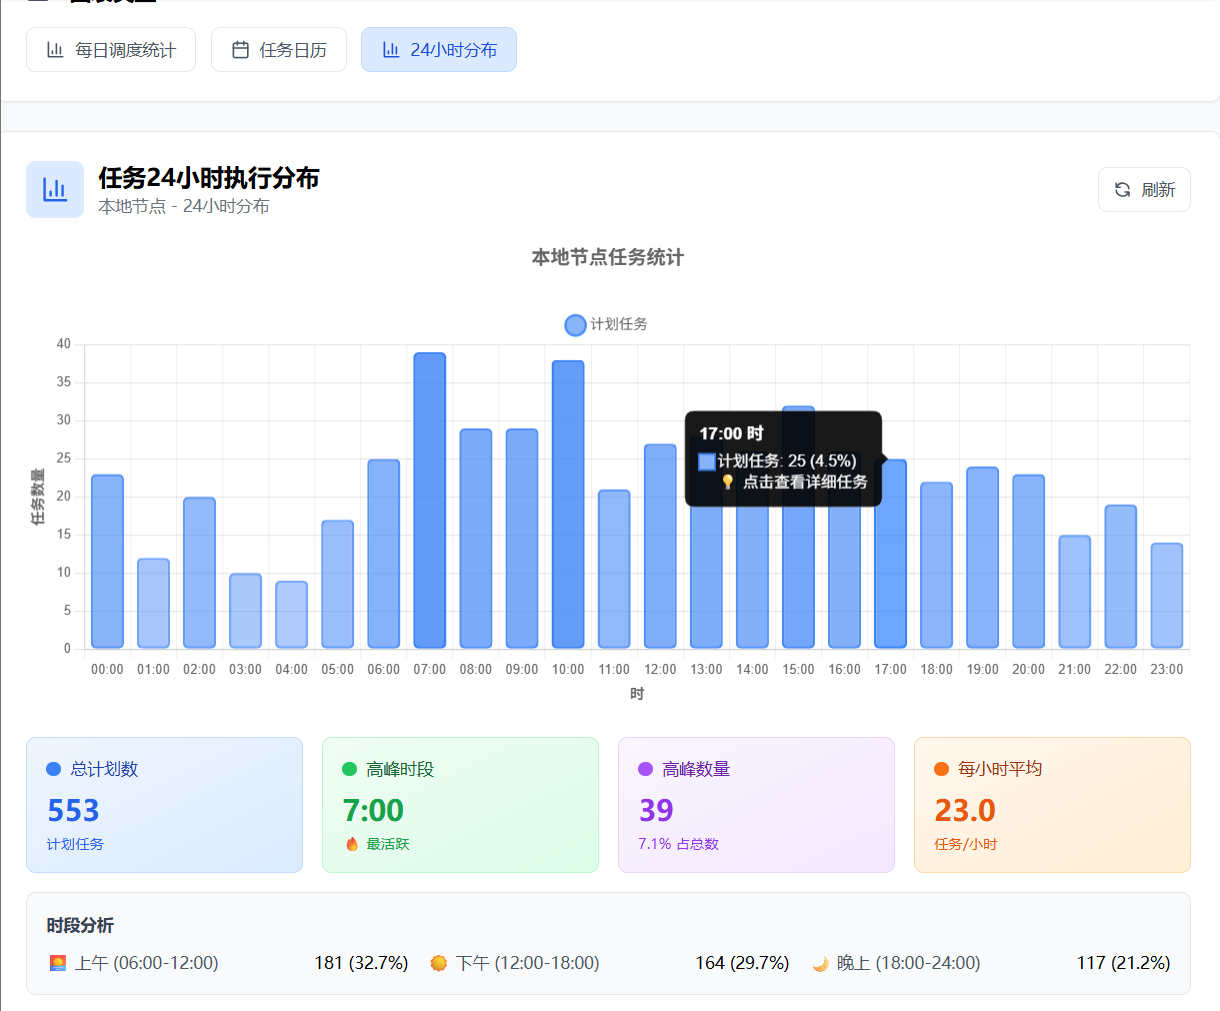 每日调度统计
任务日历
24小时分布
任务24小时执行分布
本地节点 - 24小时分布
刷新
本地节点任务统计
计划任务
40
35
30
25
20
15
10
5
0
任务数量
17:00 时
计划任务: 25 (4.5%)
💡 点击查看详细任务
00:00 01:00 02:00 03:00 04:00 05:00 06:00 07:00 08:00 09:00 10:00 11:00 12:00 13:00 14:00 15:00 16:00 17:00 18:00 19:00 20:00 21:00 22:00 23:00
时
总计划数
553
计划任务
高峰时段
7:00
🔥 最活跃
高峰数量
39
7.1% 占总数
每小时平均
23.0
任务/小时
时段分析
🌅 上午 (06:00-12:00) 181 (32.7%)
🌞 下午 (12:00-18:00) 164 (29.7%)
🌙 晚上 (18:00-24:00) 117 (21.2%)